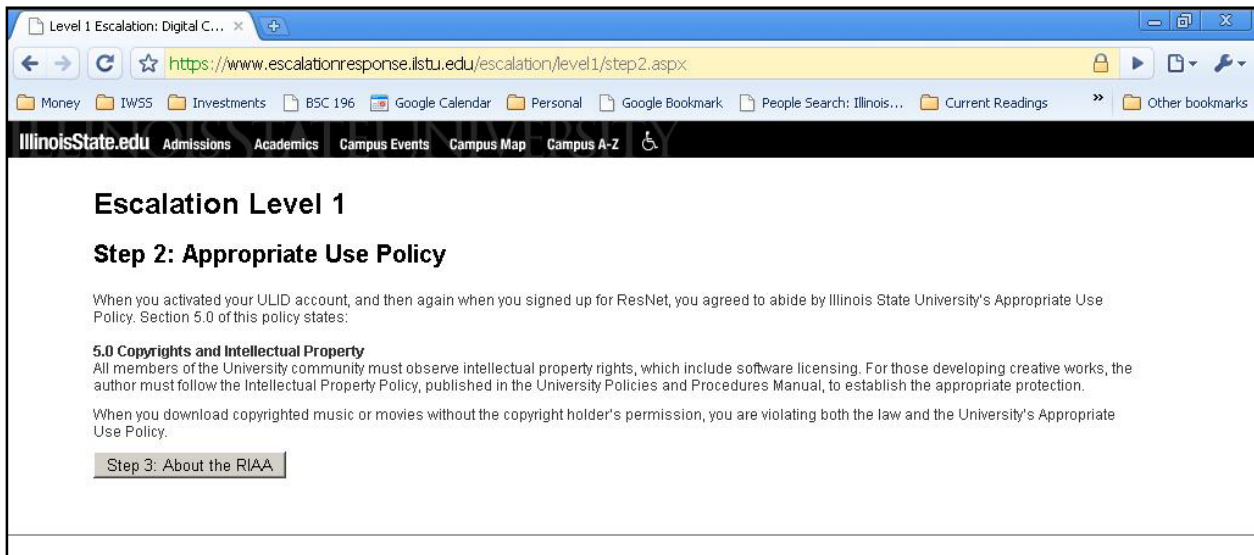 Level 1 Escalation: Digital C...
https://www.escalationresponse.ilstu.edu/escalation/level1/step2.aspx
Money IWSS Investments BSC 196 Google Calendar Personal Google Bookmark People Search: Illinois... Current Readings » Other bookmarks
ILLINOIS STATE UNIVERSITY
IllinoisState.edu Admissions Academics Campus Events Campus Map Campus A-Z
Escalation Level 1
Step 2: Appropriate Use Policy
When you activated your ULID account, and then again when you signed up for ResNet, you agreed to abide by Illinois State University's Appropriate Use
Policy. Section 5.0 of this policy states:
5.0 Copyrights and Intellectual Property
All members of the University community must observe intellectual property rights, which include software licensing. For those developing creative works, the
author must follow the Intellectual Property Policy, published in the University Policies and Procedures Manual, to establish the appropriate protection.
When you download copyrighted music or movies without the copyright holder's permission, you are violating both the law and the University's Appropriate
Use Policy.
Step 3: About the RIAA